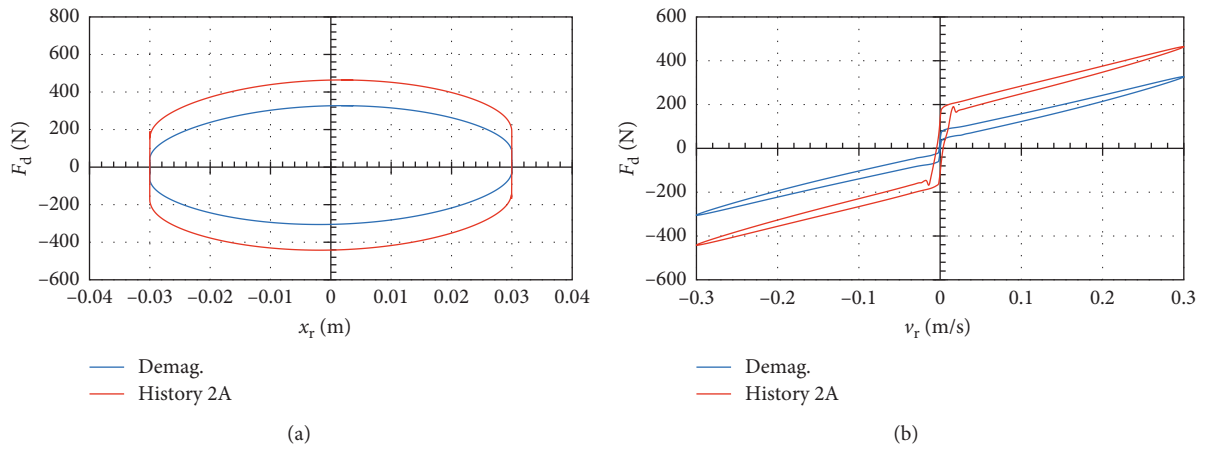 800
600
400
200
0
–200
–400
–600
F_d (N)
–0.04 –0.03 –0.02 –0.01 0 0.01 0.02 0.03 0.04
x_r (m)
Demag.
History 2A
(a)
600
400
200
0
–200
–400
–600
F_d (N)
–0.3 –0.2 –0.1 0 0.1 0.2 0.3
v_r (m/s)
Demag.
History 2A
(b)